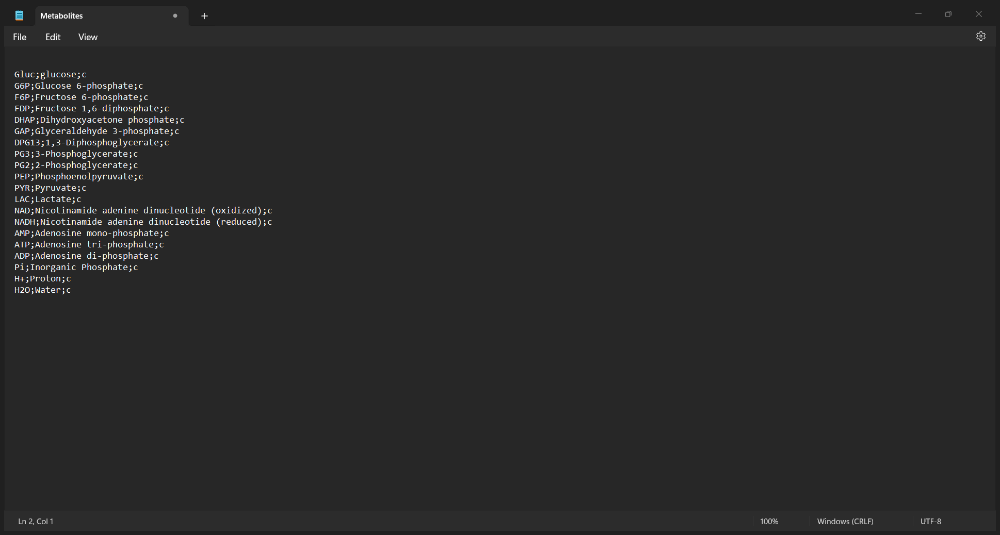 Metabolites
File Edit View
Gluc;glucose;c
G6P;Glucose 6-phosphate;c
F6P;Fructose 6-phosphate;c
FDP;Fructose 1,6-diphosphate;c
DHAP;Dihydroxyacetone phosphate;c
GAP;Glyceraldehyde 3-phosphate;c
DPG13;1,3-Diphosphoglycerate;c
PG3;3-Phosphoglycerate;c
PG2;2-Phosphoglycerate;c
PEP;Phosphoenolpyruvate;c
PYR;Pyruvate;c
LAC;Lactate;c
NAD;Nicotinamide adenine dinucleotide (oxidized);c
NADH;Nicotinamide adenine dinucleotide (reduced);c
AMP;Adenosine mono-phosphate;c
ATP;Adenosine tri-phosphate;c
ADP;Adenosine di-phosphate;c
Pi;Inorganic Phosphate;c
H+;Proton;c
H2O;Water;c
Ln 2, Col 1 100% Windows (CRLF) UTF-8